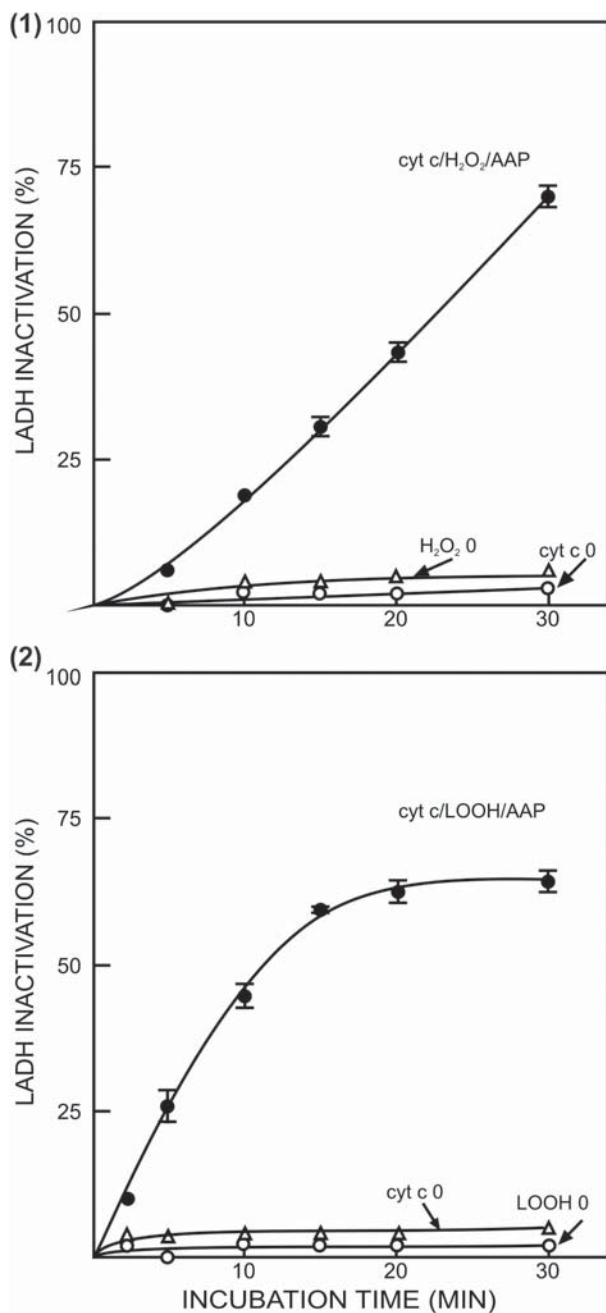 (1)
100
75
50
25
LADH INACTIVATION (%)
cyt c/H₂O₂/AAP
H₂O₂ 0
cyt c 0
10 20 30
(2)
100
75
50
25
LADH INACTIVATION (%)
cyt c/LOOH/AAP
cyt c 0
LOOH 0
10 20 30
INCUBATION TIME (MIN)